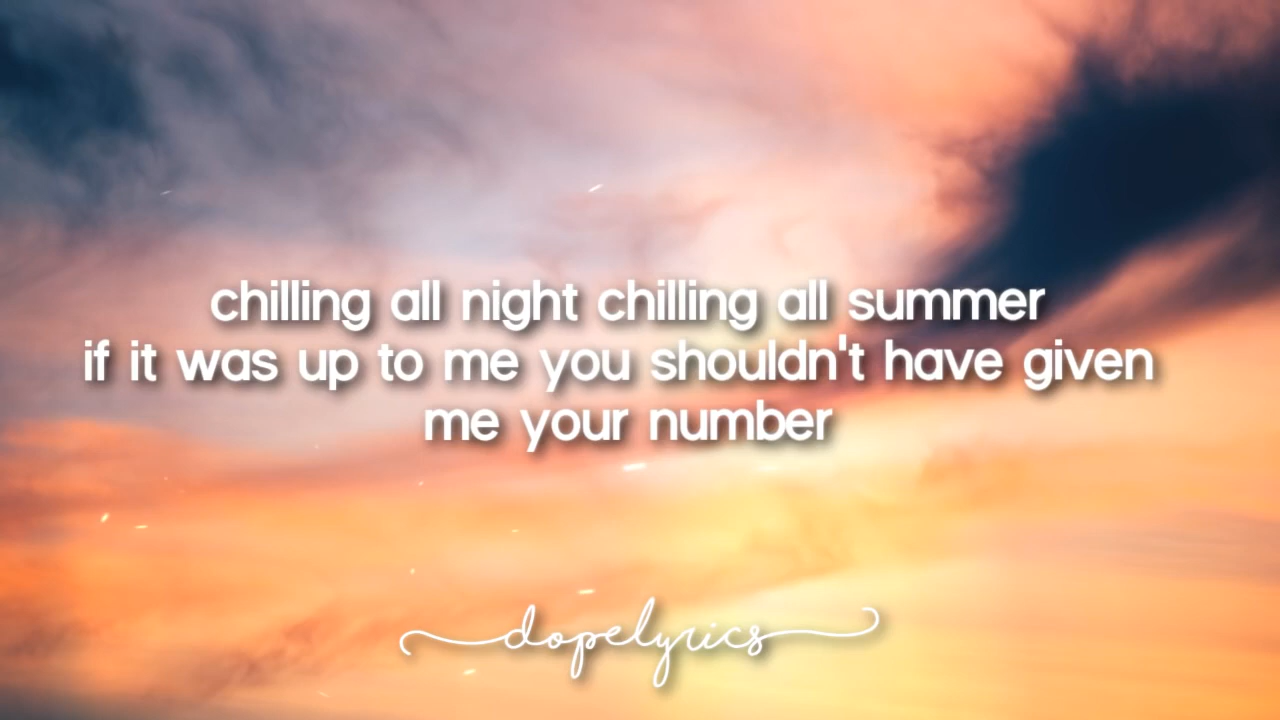 chilling all night chilling all summer
if it was up to me you shouldn't have given
me your number
dopelyrics